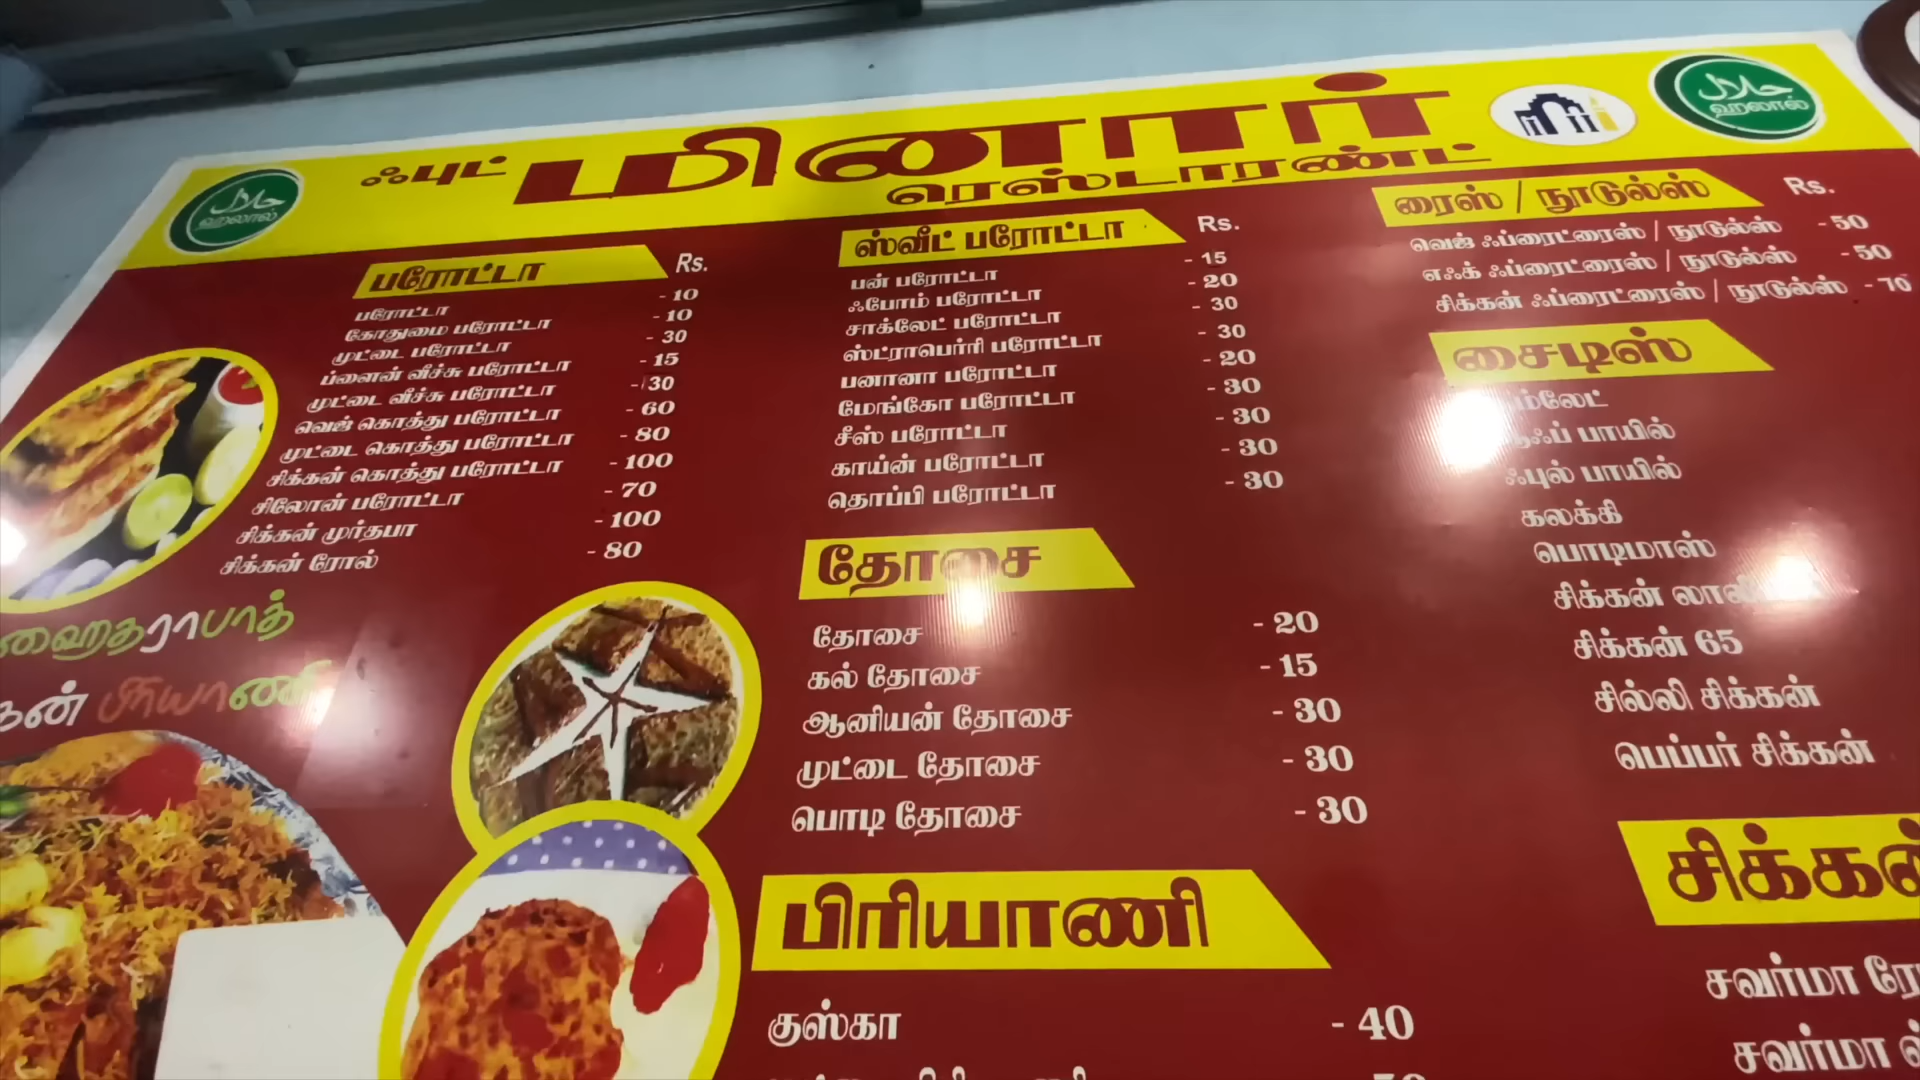 ஃபுட் மினார்
ரெஸ்டாரண்ட்
حلال
ஹலால்
حلال
ஹலால்
பரோட்டா Rs.
பரோட்டா - 10
கோதுமை பரோட்டா - 10
முட்டை பரோட்டா - 30
ப்ளைன் வீச்சு பரோட்டா - 15
முட்டை வீச்சு பரோட்டா - 30
வெஜ் கொத்து பரோட்டா - 60
முட்டை கொத்து பரோட்டா - 80
சிக்கன் கொத்து பரோட்டா - 100
சிலோன் பரோட்டா - 70
சிக்கன் முர்தபா - 100
சிக்கன் ரோல் - 80
ஹைதராபாத்
பிரியாணி
ஸ்வீட் பரோட்டா Rs.
பன் பரோட்டா - 15
ஃபோம் பரோட்டா - 20
சாக்லேட் பரோட்டா - 30
ஸ்ட்ராபெர்ரி பரோட்டா - 30
பனானா பரோட்டா - 20
மேங்கோ பரோட்டா - 30
சீஸ் பரோட்டா - 30
காய்ன் பரோட்டா - 30
தொப்பி பரோட்டா - 30
தோசை
தோசை - 20
கல் தோசை - 15
ஆனியன் தோசை - 30
முட்டை தோசை - 30
பொடி தோசை - 30
பிரியாணி
குஸ்கா - 40
ரைஸ் / நூடுல்ஸ் Rs.
வெஜ் ஃப்ரைட்ரைஸ் / நூடுல்ஸ் - 50
எஃக் ஃப்ரைட்ரைஸ் / நூடுல்ஸ் - 50
சிக்கன் ஃப்ரைட்ரைஸ் / நூடுல்ஸ் - 70
சைடிஸ்
பாயில்
ஃபுல் பாயில்
கலக்கி
பொடிமாஸ்
சிக்கன்
சிக்கன் 65
சில்லி சிக்கன்
பெப்பர் சிக்கன்
சவர்மா
சவர்மா